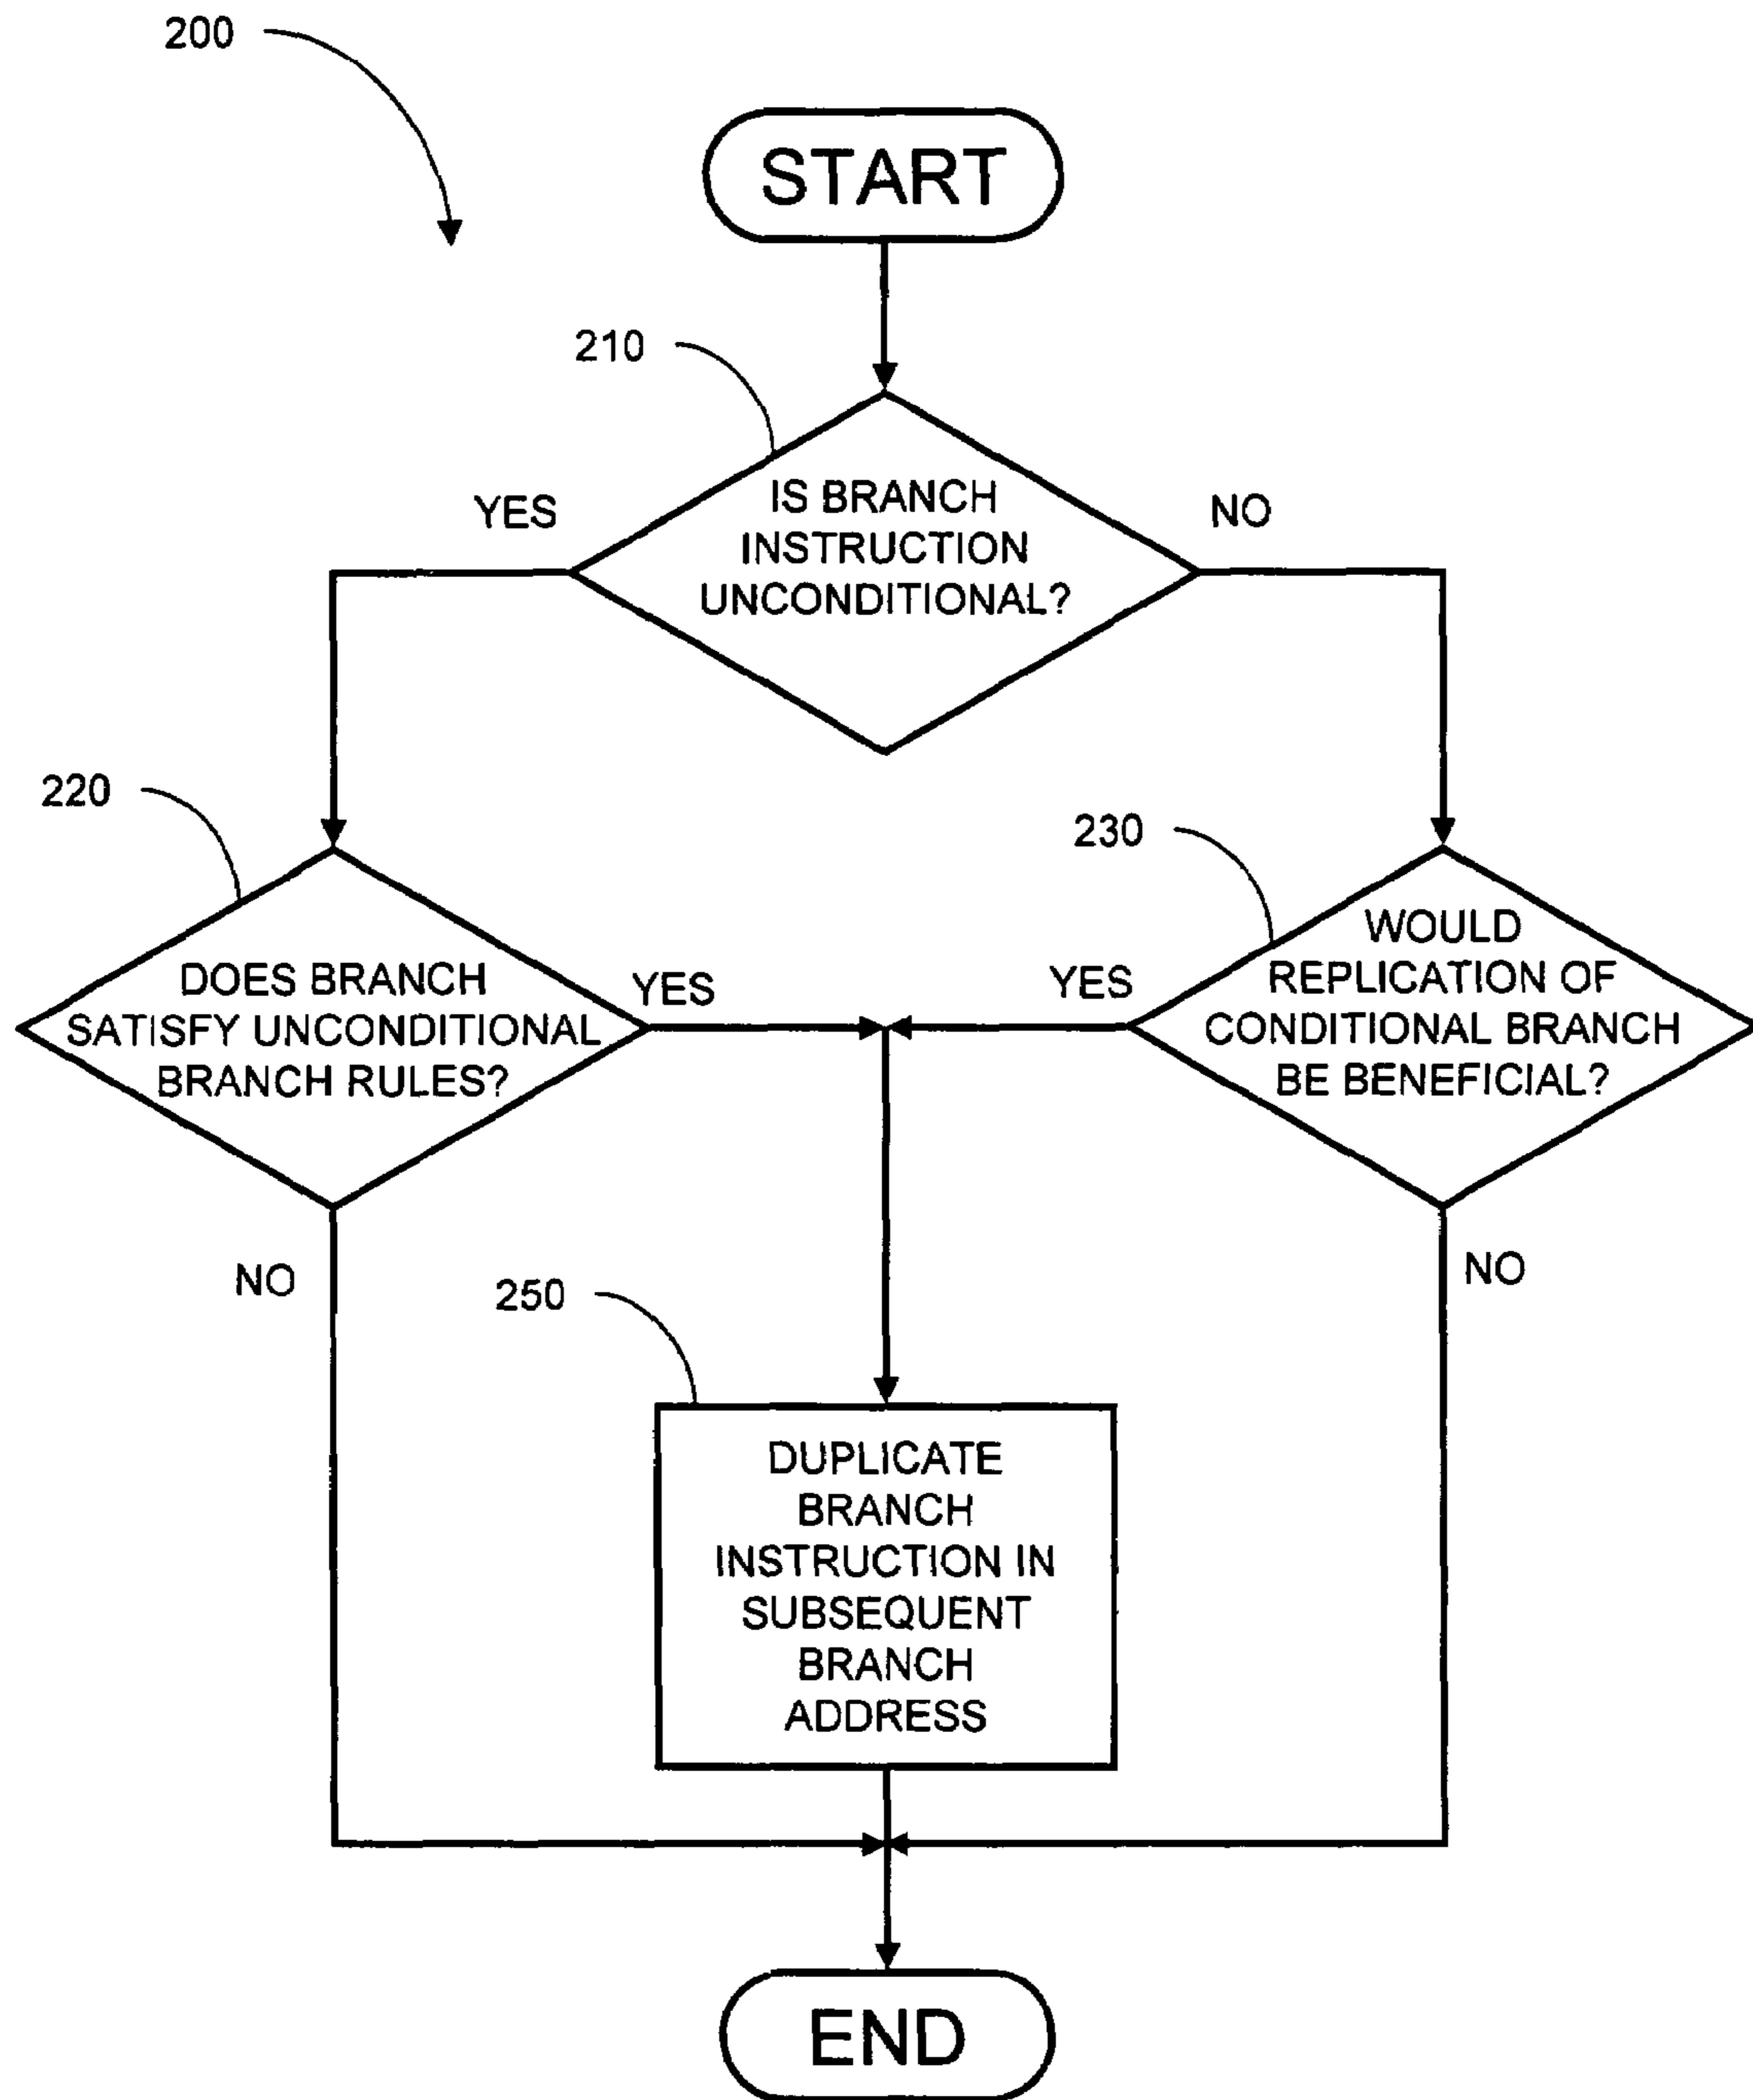 200
START
210
IS BRANCH
INSTRUCTION
UNCONDITIONAL?
YES
NO
220
230
DOES BRANCH
SATISFY UNCONDITIONAL
BRANCH RULES?
YES
YES
WOULD
REPLICATION OF
CONDITIONAL BRANCH
BE BENEFICIAL?
NO
NO
250
DUPLICATE
BRANCH
INSTRUCTION IN
SUBSEQUENT
BRANCH
ADDRESS
END